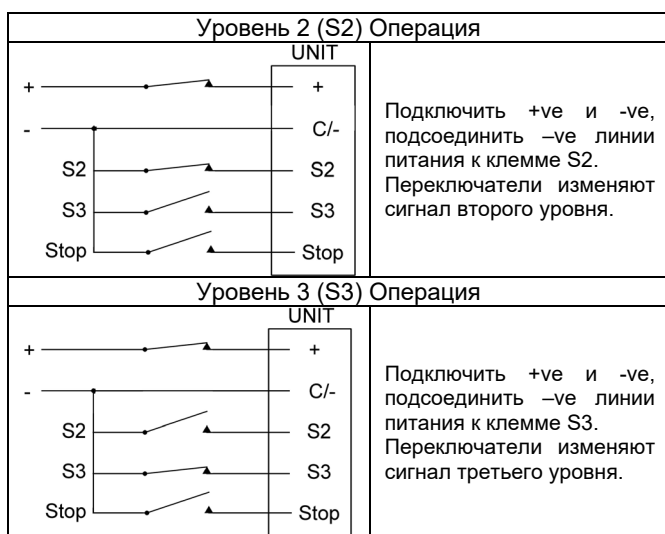 Уровень 2 (S2) Операция
UNIT
+ +
- C/-
S2 S2
S3 S3
Stop Stop
Подключить +ve и -ve,
подсоединить –ve линии
питания к клемме S2.
Переключатели изменяют
сигнал второго уровня.
Уровень 3 (S3) Операция
UNIT
+ +
- C/-
S2 S2
S3 S3
Stop Stop
Подключить +ve и -ve,
подсоединить –ve линии
питания к клемме S3.
Переключатели изменяют
сигнал третьего уровня.